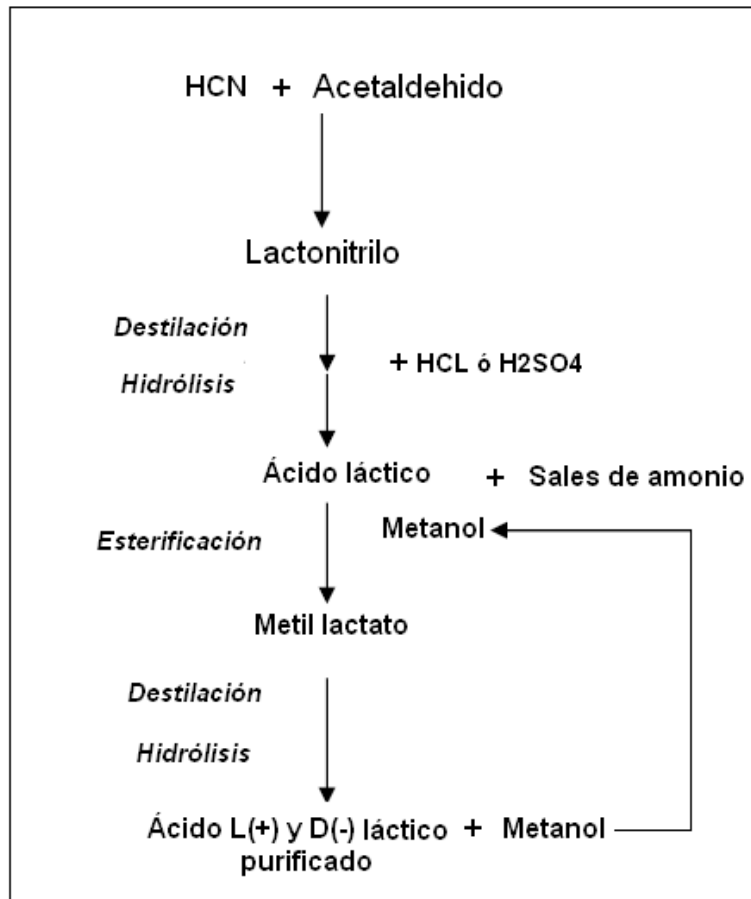 HCN + Acetaldehido
Lactonitrilo
Destilación
+ HCL ó H2SO4
Hidrólisis
Ácido láctico + Sales de amonio
Metanol
Esterificación
Metil lactato
Destilación
Hidrólisis
Ácido L(+) y D(-) láctico + Metanol
purificado